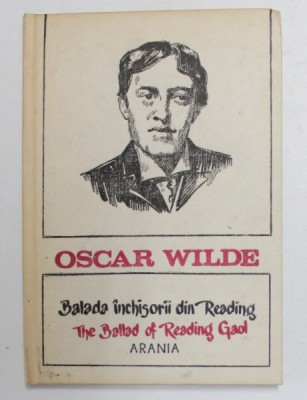 OSCAR WILDE
Balada închisorii din Reading
The Ballad of Reading Gaol
ARANIA